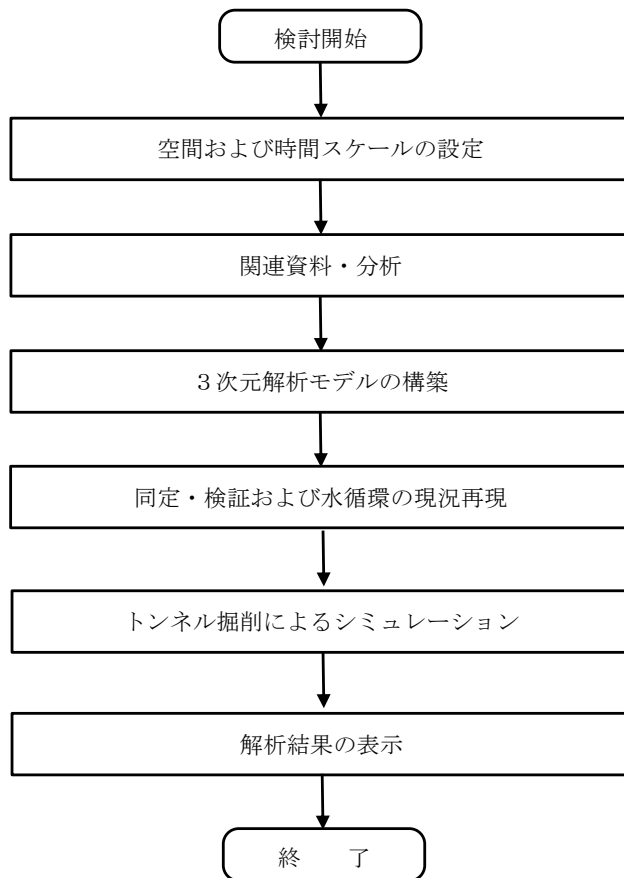 検討開始
空間および時間スケールの設定
関連資料・分析
３次元解析モデルの構築
同定・検証および水循環の現況再現
トンネル掘削によるシミュレーション
解析結果の表示
終　　了